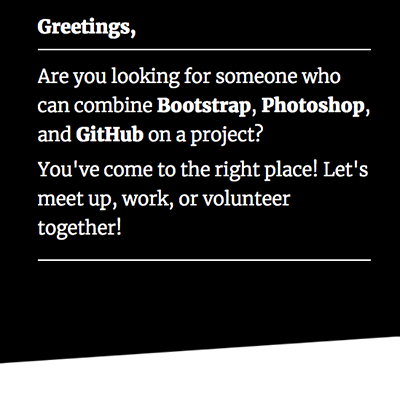 Greetings,
Are you looking for someone who
can combine Bootstrap, Photoshop,
and GitHub on a project?
You've come to the right place! Let's
meet up, work, or volunteer
together!